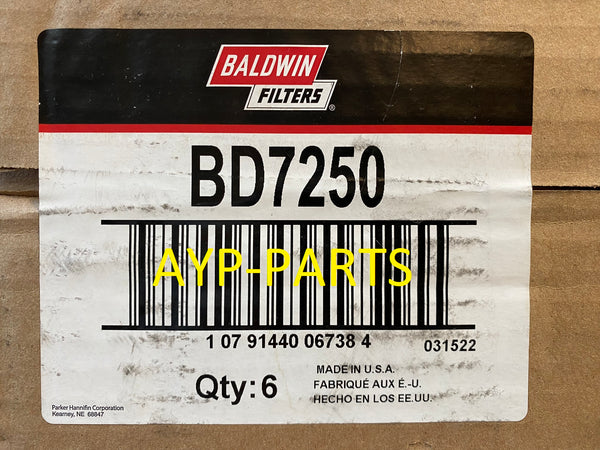 BALDWIN
FILTERS®
BD7250
AYP-PARTS
1 07 91440 06738 4
031522
Qty: 6
MADE IN U.S.A.
FABRIQUÉ AUX É.-U.
HECHO EN LOS EE.UU.
Parker Hannifin Corporation
Kearney, NE 68847